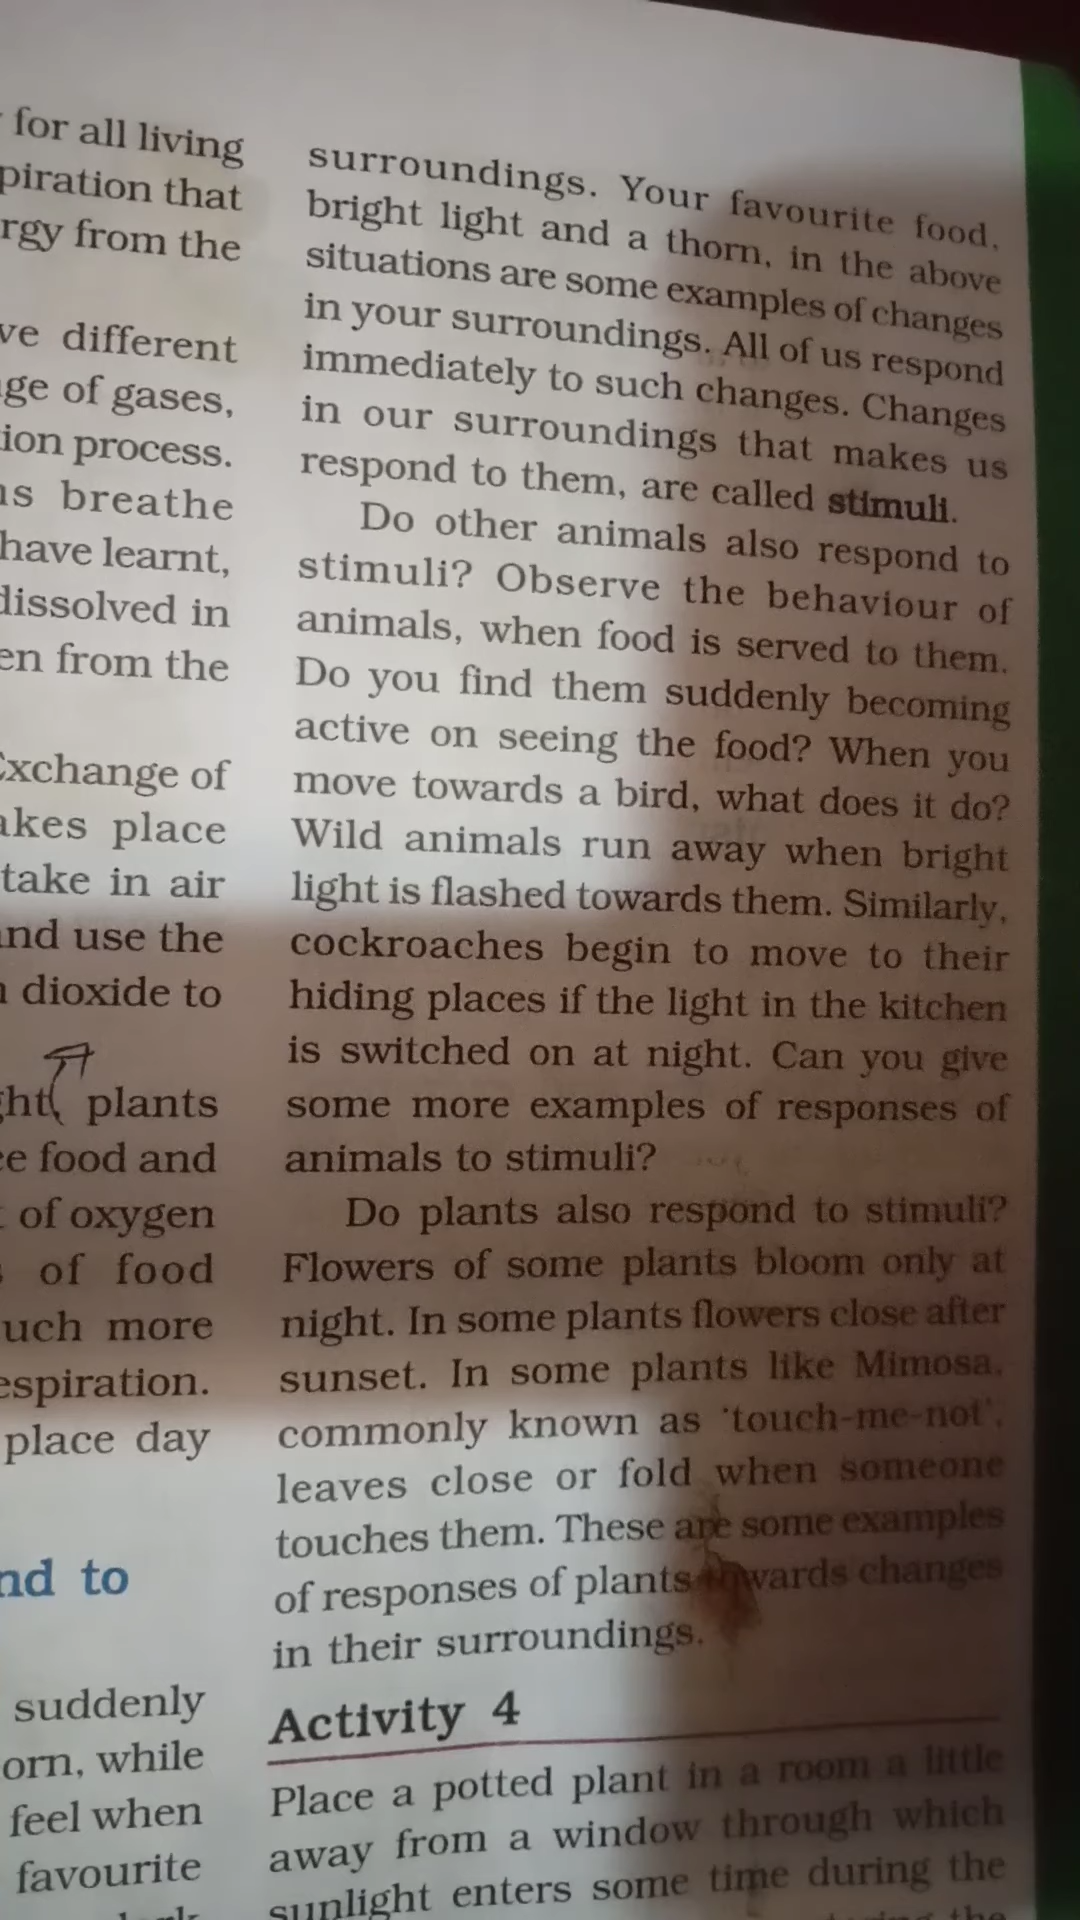 for all living
piration that
rgy from the
ve different
ge of gases,
ion process.
ns breathe
have learnt,
dissolved in
en from the
Exchange of
akes place
take in air
and use the
n dioxide to
ght plants
ce food and
of oxygen
of food
uch more
espiration.
place day
nd to
suddenly
orn, while
feel when
favourite
surroundings. Your favourite food,
bright light and a thorn, in the above
situations are some examples of changes
in your surroundings. All of us respond
immediately to such changes. Changes
in our surroundings that makes us
respond to them, are called stimuli.
Do other animals also respond to
stimuli? Observe the behaviour of
animals, when food is served to them.
Do you find them suddenly becoming
active on seeing the food? When you
move towards a bird, what does it do?
Wild animals run away when bright
light is flashed towards them. Similarly,
cockroaches begin to move to their
hiding places if the light in the kitchen
is switched on at night. Can you give
some more examples of responses of
animals to stimuli?
Do plants also respond to stimuli?
Flowers of some plants bloom only at
night. In some plants flowers close after
sunset. In some plants like Mimosa,
commonly known as ‘touch-me-not’,
leaves close or fold when someone
touches them. These are some examples
of responses of plants towards changes
in their surroundings.
Activity 4
Place a potted plant in a room a little
away from a window through which
sunlight enters some time during the
the